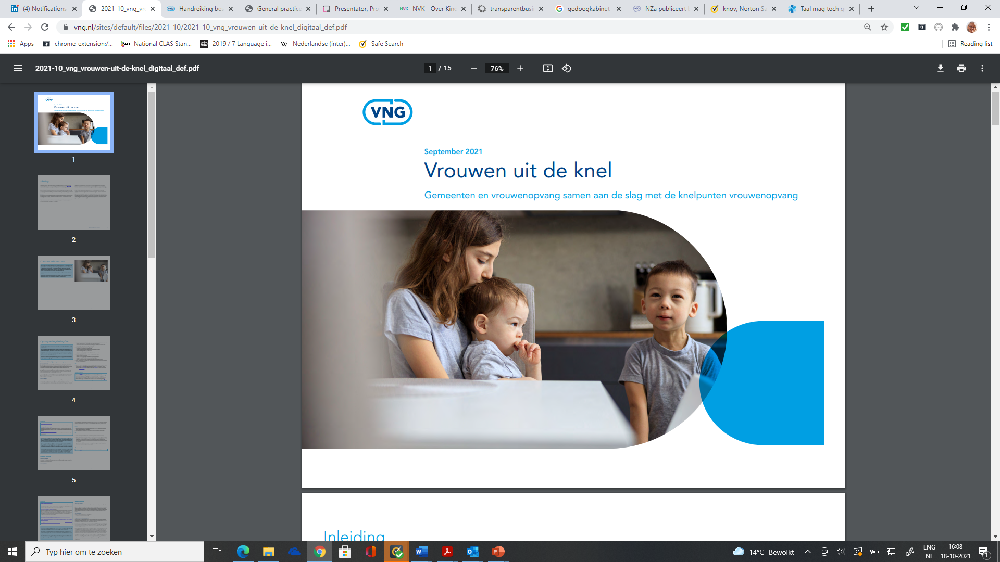 (4) Notifications
2021-10_vng_vr
Handreiking bes
General practice
Presentator, Pro
NVK - Over Kind
transparentbusi
gedoogkabinet
NZa publiceert
knov, Norton Sa
Taal mag toch g
vng.nl/sites/default/files/2021-10/2021-10_vng_vrouwen-uit-de-knel_digitaal_def.pdf
Apps
chrome-extension:/...
National CLAS Stan...
2019 / 7 Language i...
Nederlandse (inter)...
Safe Search
Reading list
2021-10_vng_vrouwen-uit-de-knel_digitaal_def.pdf
1 / 15
76%
1
2
3
4
5
VNG
September 2021
Vrouwen uit de knel
Gemeenten en vrouwenopvang samen aan de slag met de knelpunten vrouwenopvang
Inleiding
Typ hier om te zoeken
14°C Bewolkt
ENG
NL
16:08
18-10-2021
1